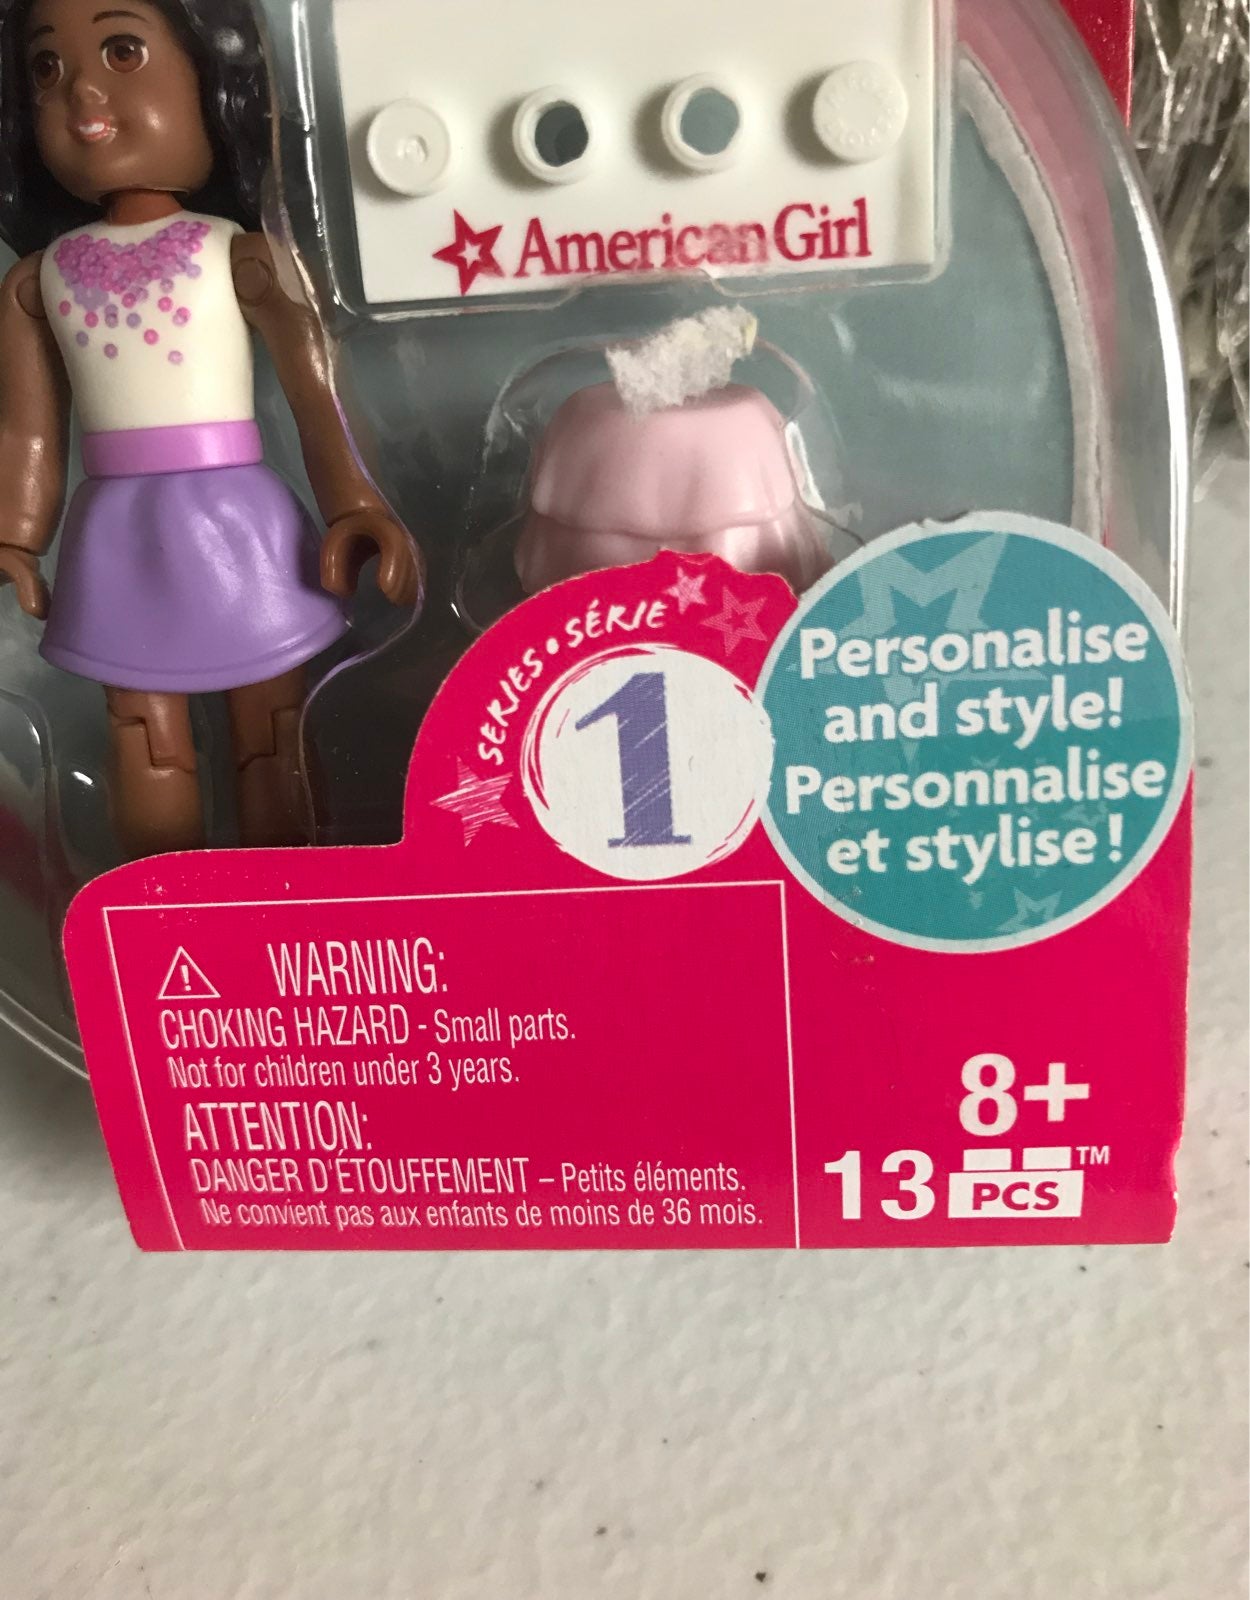 American Girl
SERIES • SÉRIE
1
Personalise
and style!
Personnalise
et stylise !
WARNING:
CHOKING HAZARD - Small parts.
Not for children under 3 years.
ATTENTION:
DANGER D'ÉTOUFFEMENT – Petits éléments.
Ne convient pas aux enfants de moins de 36 mois.
8+
13 PCS™